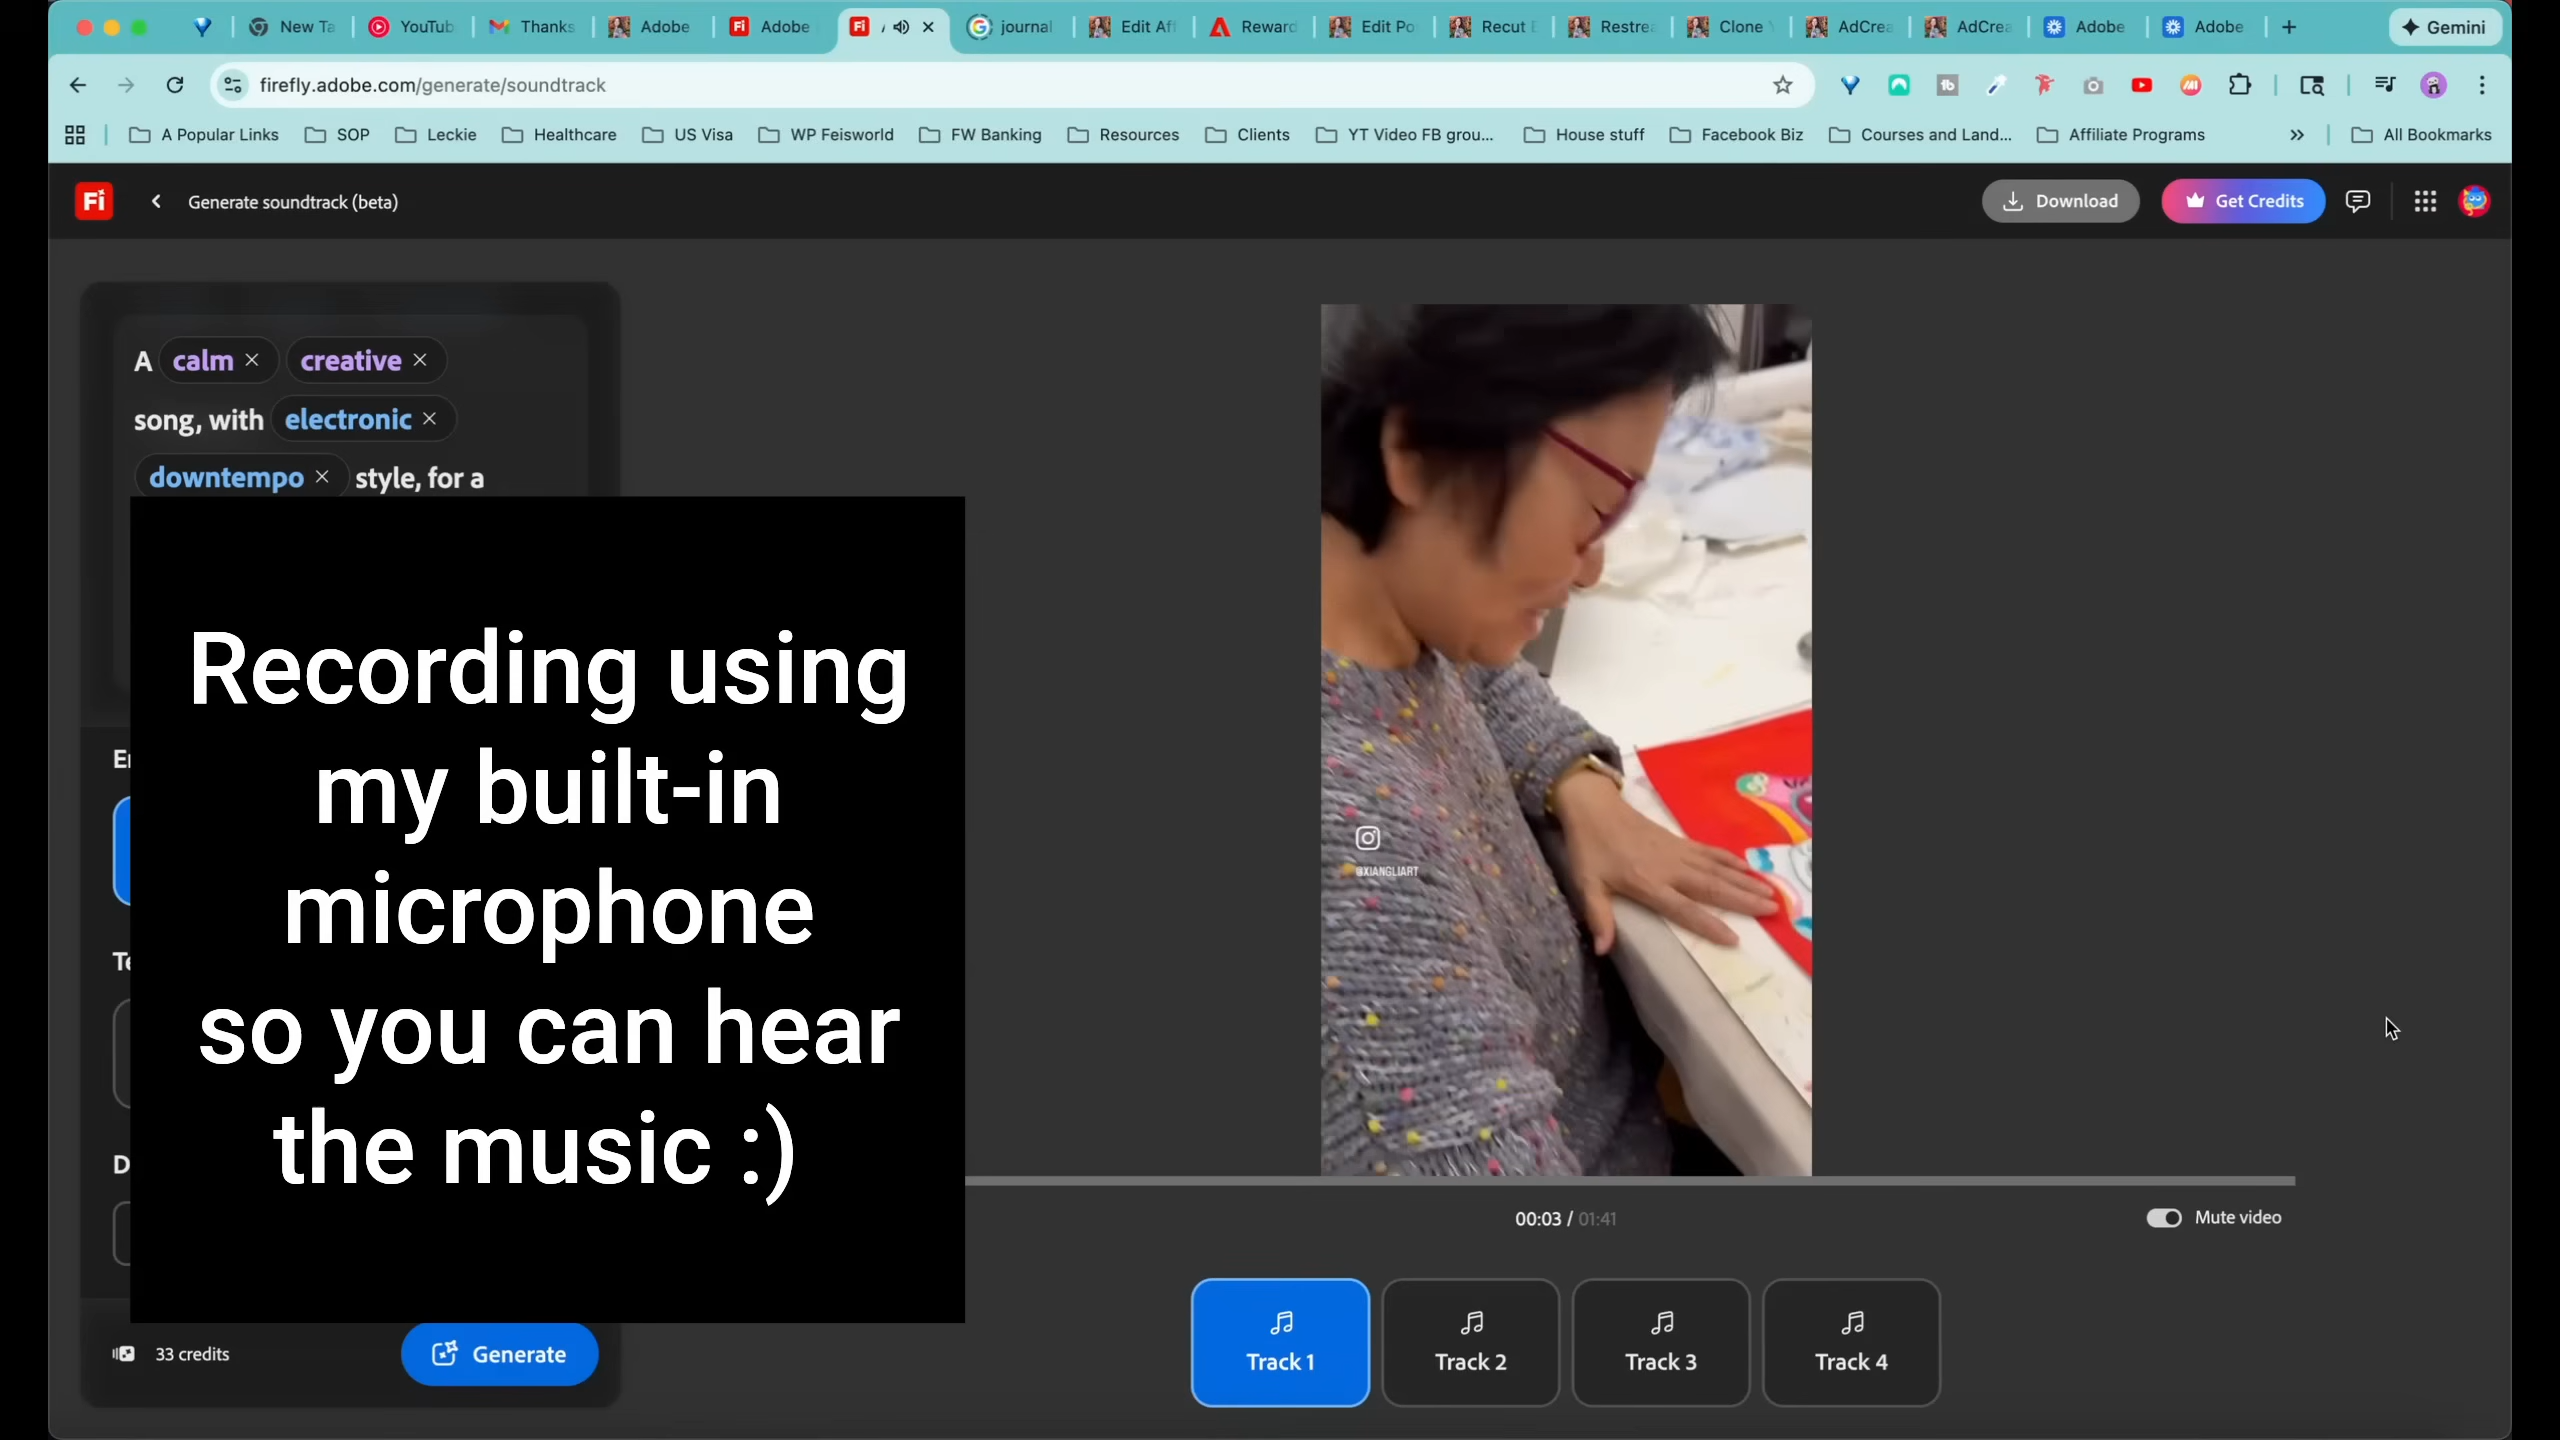 New Ta
YouTub
Thanks
Adobe
Fi Adobe
Fi
journal
Edit Aff
Reward
Edit Po
Recut
Restrea
Clone
AdCrea
AdCrea
Adobe
Adobe
Gemini
firefly.adobe.com/generate/soundtrack
A Popular Links
SOP
Leckie
Healthcare
US Visa
WP Feisworld
FW Banking
Resources
Clients
YT Video FB grou...
House stuff
Facebook Biz
Courses and Land...
Affiliate Programs
All Bookmarks
Fi
Generate soundtrack (beta)
Download
Get Credits
A calm × creative ×
song, with electronic ×
downtempo × style, for a
Recording using
my built-in
microphone
so you can hear
the music :)
@XIANGLIART
00:03 / 01:41
Mute video
Track 1
Track 2
Track 3
Track 4
33 credits
Generate